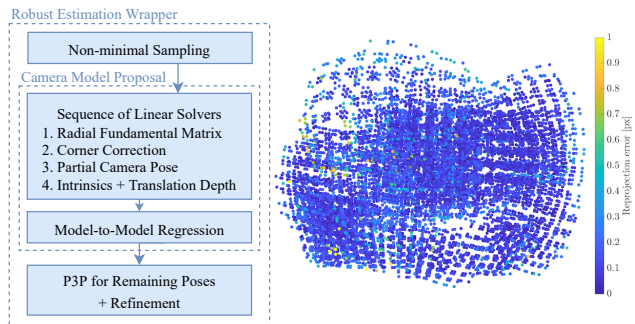 Robust Estimation Wrapper
Non-minimal Sampling
Camera Model Proposal
Sequence of Linear Solvers
1. Radial Fundamental Matrix
2. Corner Correction
3. Partial Camera Pose
4. Intrinsics + Translation Depth
Model-to-Model Regression
P3P for Remaining Poses
+ Refinement
1
0.9
0.8
0.7
0.6
0.5
0.4
0.3
0.2
0.1
0
Reprojection error [px]